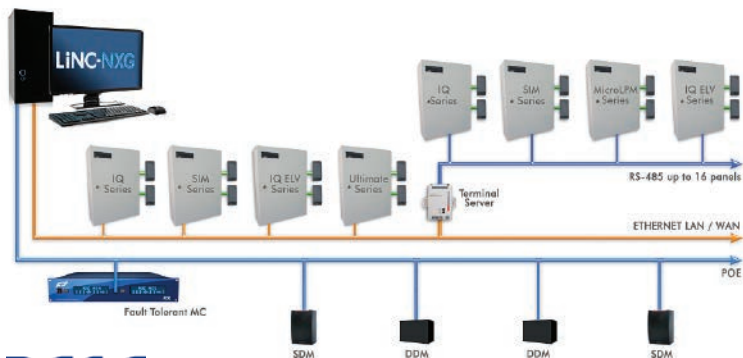 LiNC-NXG
IQ
Series
SIM
Series
MicroLPM
Series
IQ ELV
Series
RS-485 up to 16 panels
IQ
Series
SIM
Series
IQ ELV
Series
Ultimate
Series
Terminal
Server
ETHERNET LAN / WAN
POE
Fault Tolerant MC
SDM
DDM
DDM
SDM